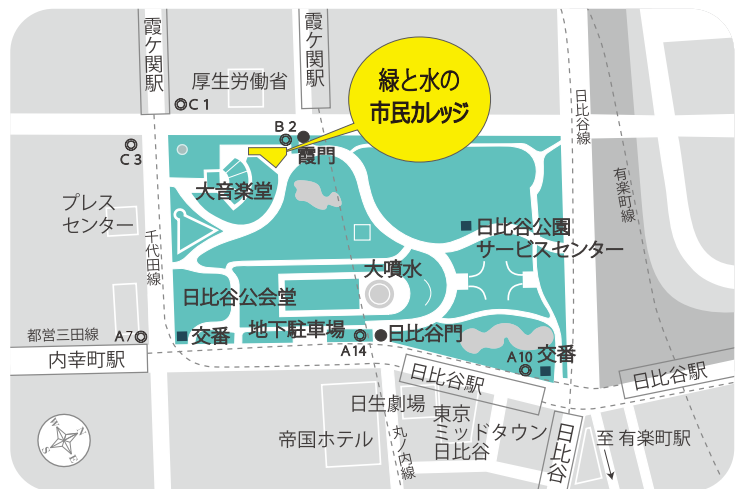 霞ケ関駅
霞ケ関駅
厚生労働省
C1
緑と水の
市民カレッジ
B2
霞門
C3
日比谷線
有楽町線
大音楽堂
プレス
センター
千代田線
日比谷公園
サービスセンター
大噴水
日比谷公会堂
都営三田線
A7
交番
地下駐車場
A14
日比谷門
A10
交番
内幸町駅
日比谷駅
日比谷駅
日生劇場
帝国ホテル
丸ノ内線
東京
ミッドタウン
日比谷
日比谷
至 有楽町駅
N
W
S
E